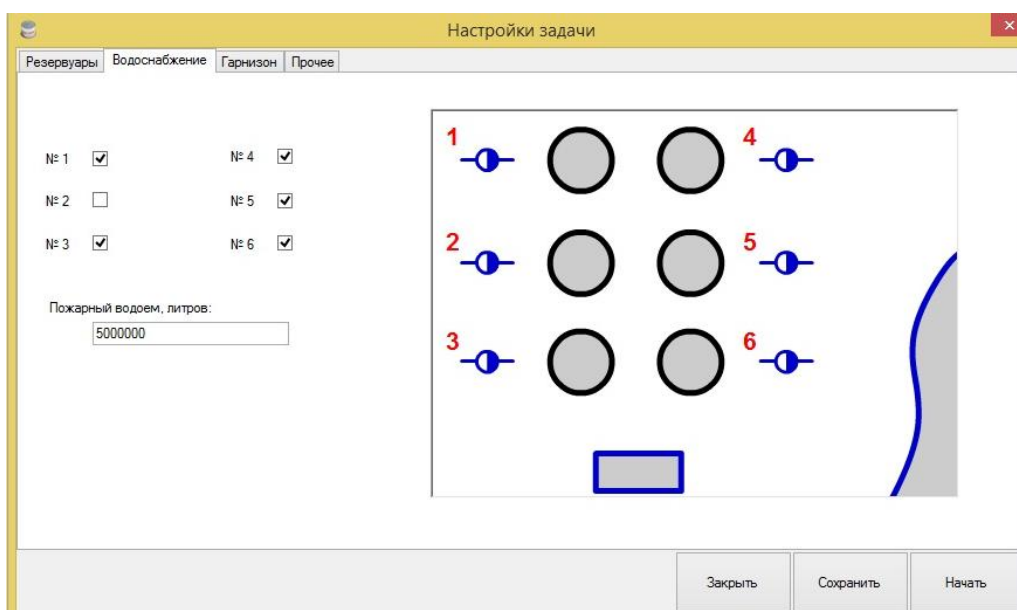 Настройки задачи
Резервуары Водоснабжение Гарнизон Прочее
№ 1 № 4
№ 2 № 5
№ 3 № 6
Пожарный водоем, литров:
5000000
1 4
2 5
3 6
Закрыть Сохранить Начать